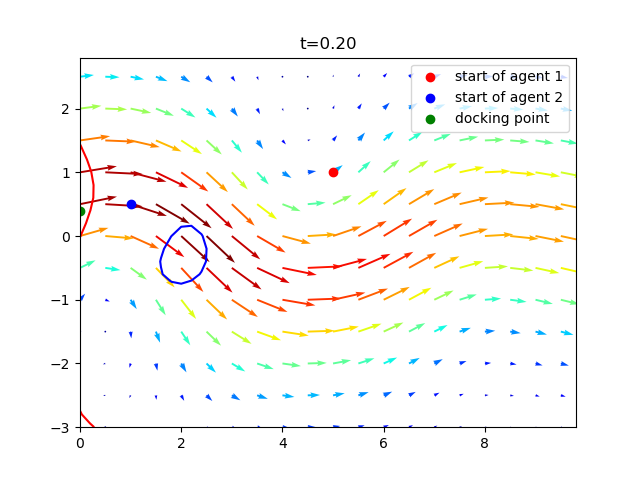 t=0.20
start of agent 1
start of agent 2
docking point
2
1
0
−1
−2
−3
0
2
4
6
8